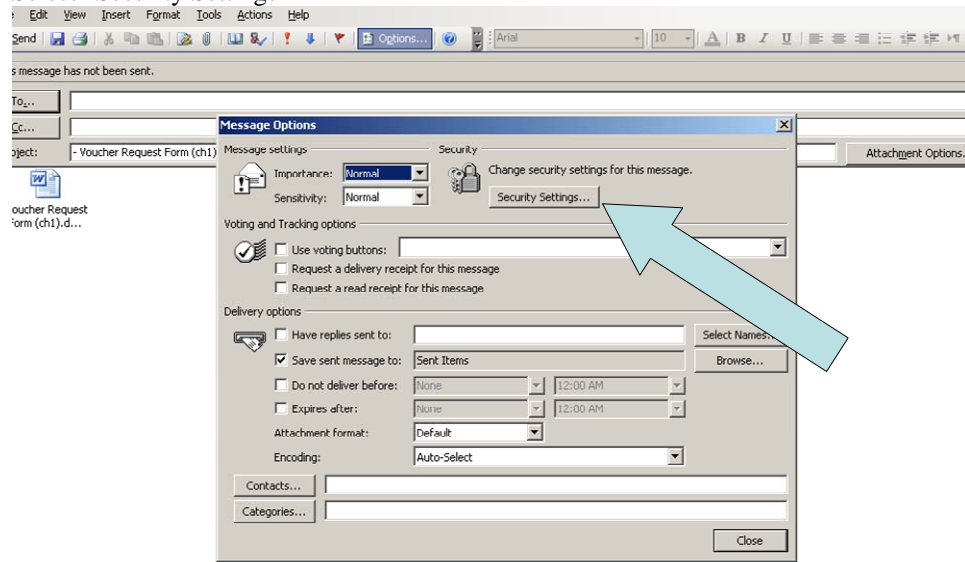 Edit View Insert Format Tools Actions Help
Send Options... Arial 10 A B I U
s message has not been sent.
To...
Cc...
bject: - Voucher Request Form (ch1) Attachment Options.
oucher Request
Form (ch1).d...
Message Options
Message settings Security
Importance: Normal Change security settings for this message.
Sensitivity: Normal Security Settings...
Voting and Tracking options
Use voting buttons:
Request a delivery receipt for this message
Request a read receipt for this message
Delivery options
Have replies sent to: Select Names...
Save sent message to: Sent Items Browse...
Do not deliver before: None 12:00 AM
Expires after: None 12:00 AM
Attachment format: Default
Encoding: Auto-Select
Contacts...
Categories...
Close